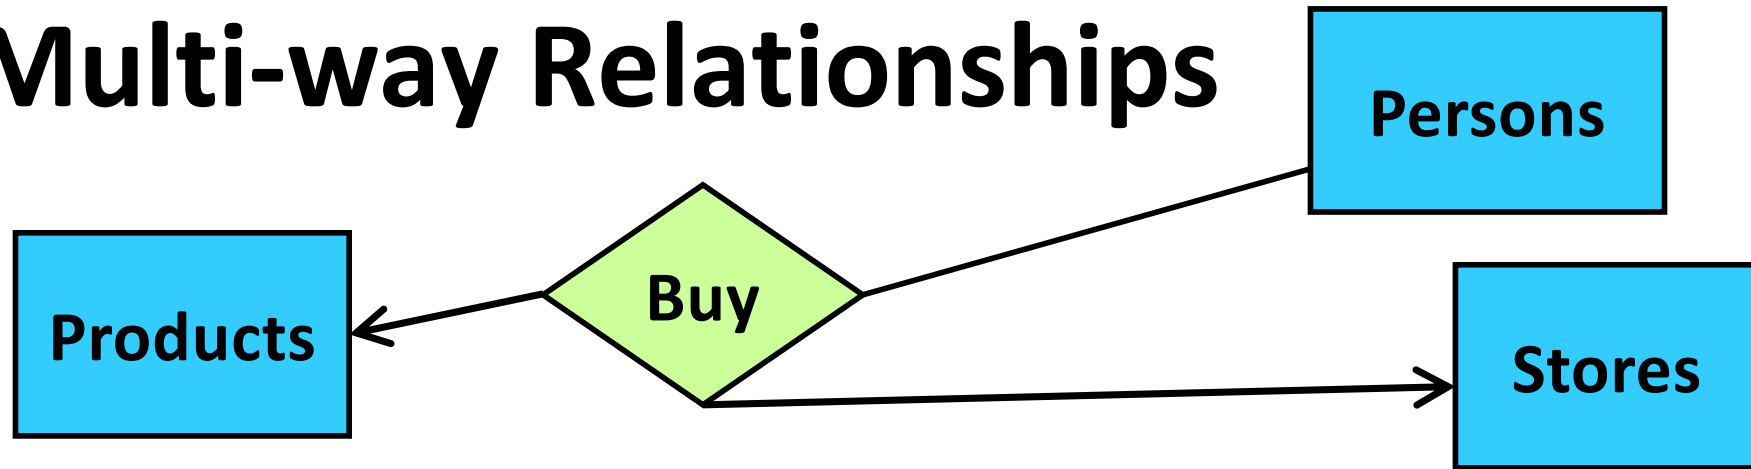 Multi-way Relationships
Persons
Buy
Products
Stores